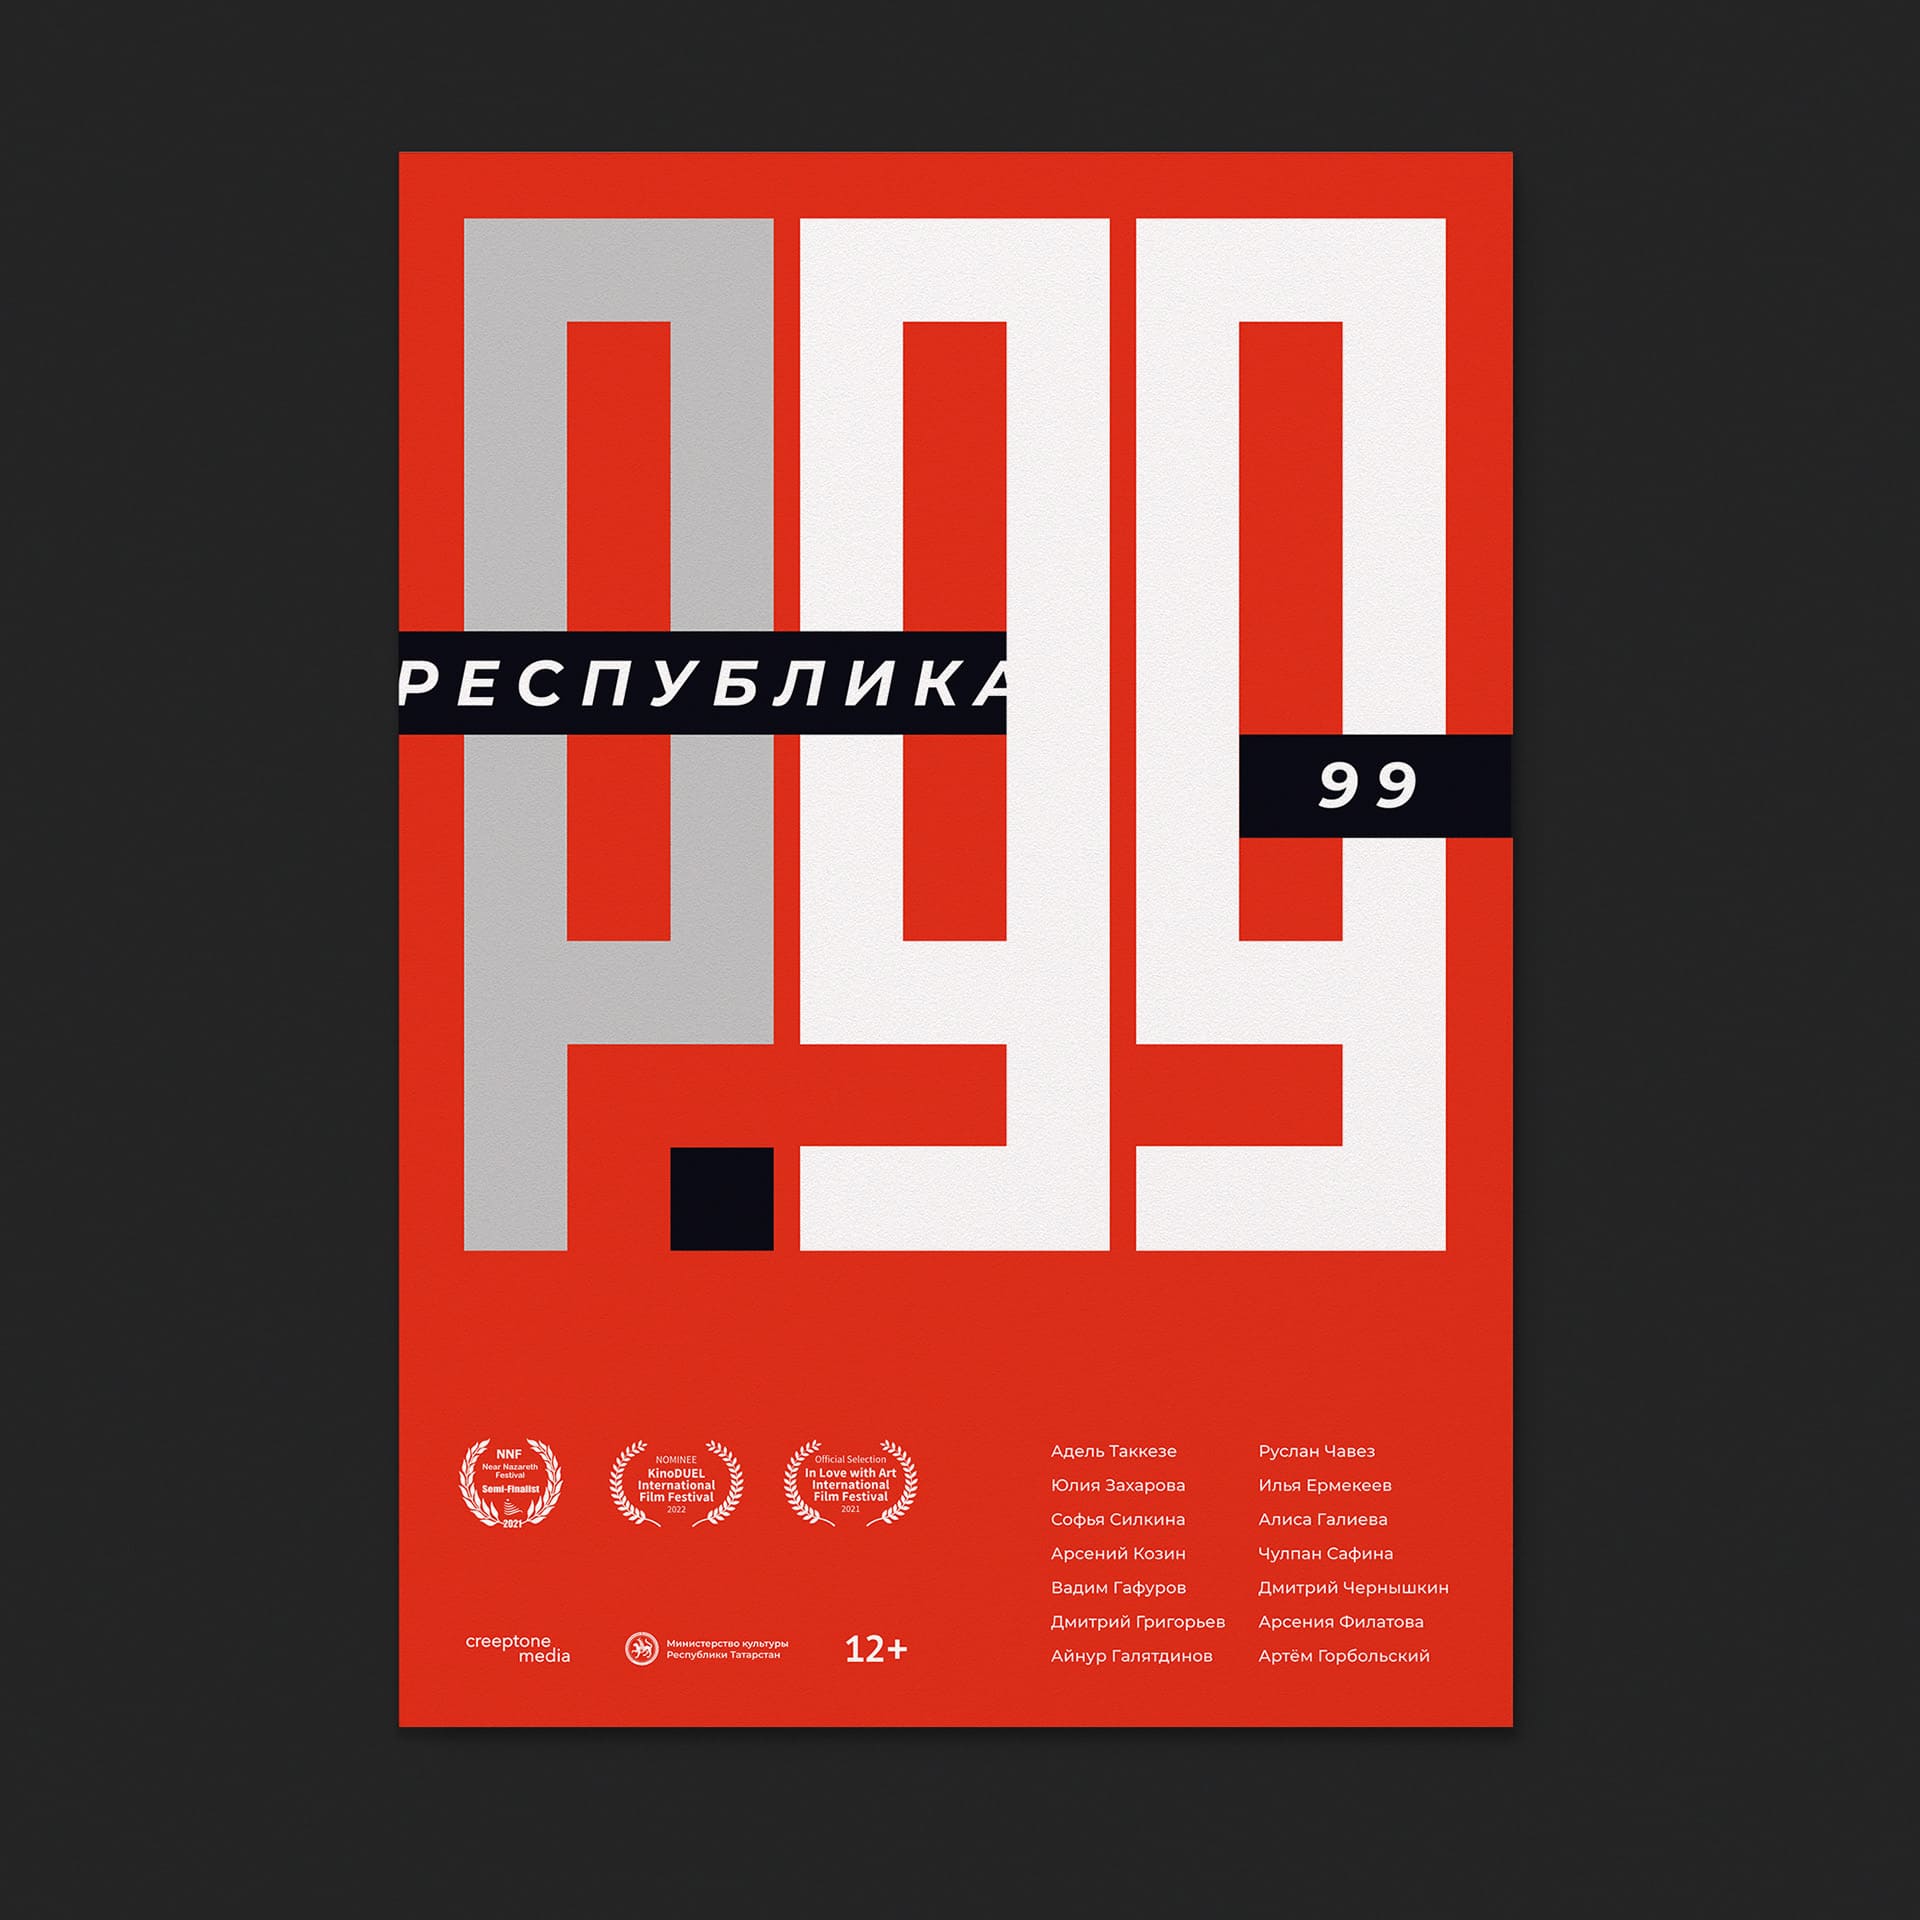 Р.99
РЕСПУБЛИКА
99
NNF
Near Nazareth
Festival
Semi-Finalist
2021
NOMINEE
KinoDUEL
International
Film Festival
2022
Official Selection
In Love with Art
International
Film Festival
2021
creeptone
media
Министерство культуры
Республики Татарстан
12+
Адель Таккезе
Юлия Захарова
Софья Силкина
Арсений Козин
Вадим Гафуров
Дмитрий Григорьев
Айнур Галятдинов
Руслан Чавез
Илья Ермекеев
Алиса Галиева
Чулпан Сафина
Дмитрий Чернышкин
Арсения Филатова
Артём Горбольский